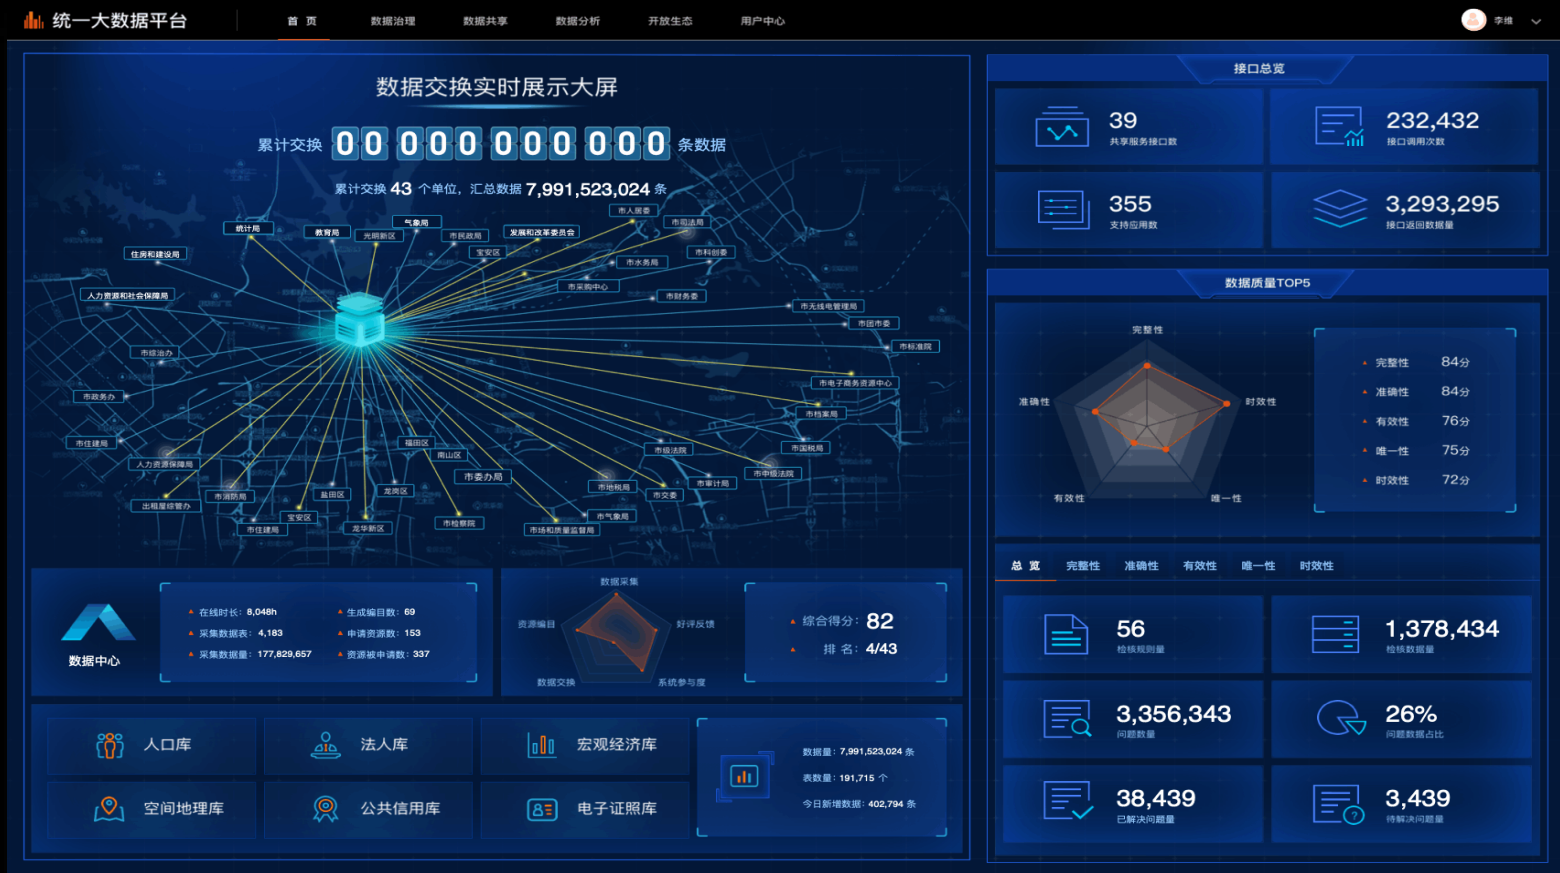 统一大数据平台
首 页
数据治理
数据共享
数据分析
开放生态
用户中心
李维
数据交换实时展示大屏
累计交换 00 000 000 000 条数据
累计交换 43 个单位，汇总数据 7,991,523,024 条
市人居委
气象局
市司法局
统计局
教育局
光明新区
市民政局
发展和改革委员会
住房和建设局
宝安区
市科创委
市水务局
市采购中心
人力资源和社会保障局
市财务委
市无线电管理局
市团市委
市标准院
市综治办
市电子商务资源中心
市政务办
市档案局
市住建局
福田区
南山区
市级法院
市国税局
人力资源保障局
市委办局
市中级法院
市审计局
市地税局
龙岗区
盐田区
市消防局
市交委
出租屋综管办
宝安区
市气象局
市住建局
龙华新区
市检察院
市场和质量监督局
数据中心
在线时长： 8,048h
采集数据表： 4,183
采集数据量： 177,829,657
生成编目数： 69
申请资源数： 153
资源被申请数： 337
数据采集
资源编目
好评反馈
数据交换
系统参与度
综合得分： 82
排 名： 4/43
人口库
法人库
宏观经济库
空间地理库
公共信用库
电子证照库
数据量： 7,991,523,024 条
表数量： 191,715 个
今日新增数据： 402,794 条
接口总览
39
共享服务接口数
232,432
接口调用次数
355
支持应用数
3,293,295
接口返回数据量
数据质量TOP5
完整性
准确性
时效性
有效性
唯一性
完整性 84分
准确性 84分
有效性 76分
唯一性 75分
时效性 72分
总 览
完整性
准确性
有效性
唯一性
时效性
56
检核规则量
1,378,434
检核数据量
3,356,343
问题数量
26%
问题数据占比
38,439
已解决问题量
3,439
待解决问题量